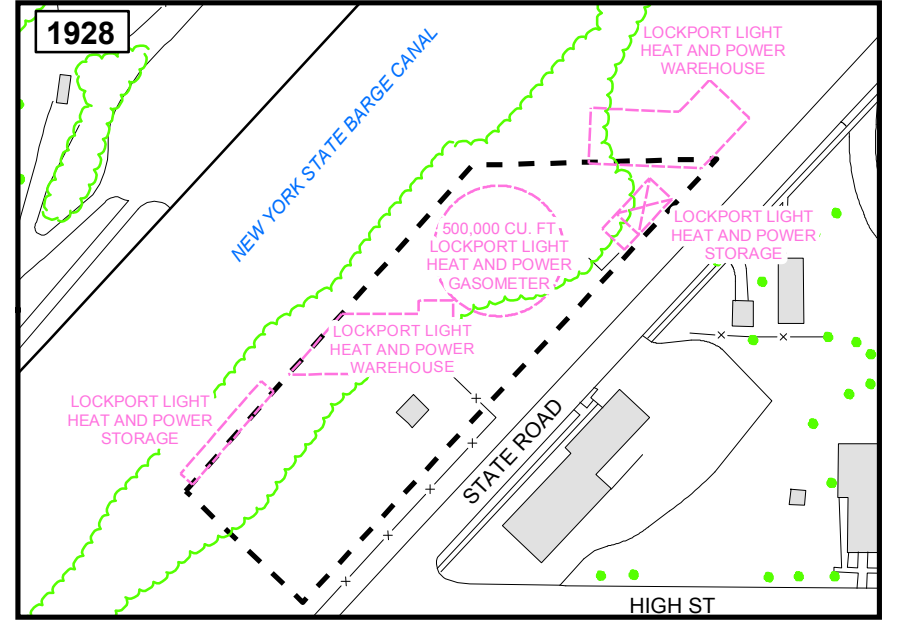 1928
LOCKPORT LIGHT
HEAT AND POWER
WAREHOUSE
NEW YORK STATE BARGE CANAL
500,000 CU. FT
LOCKPORT LIGHT
HEAT AND POWER
GASOMETER
LOCKPORT LIGHT
HEAT AND POWER
STORAGE
LOCKPORT LIGHT
HEAT AND POWER
WAREHOUSE
LOCKPORT LIGHT
HEAT AND POWER
STORAGE
STATE ROAD
HIGH ST